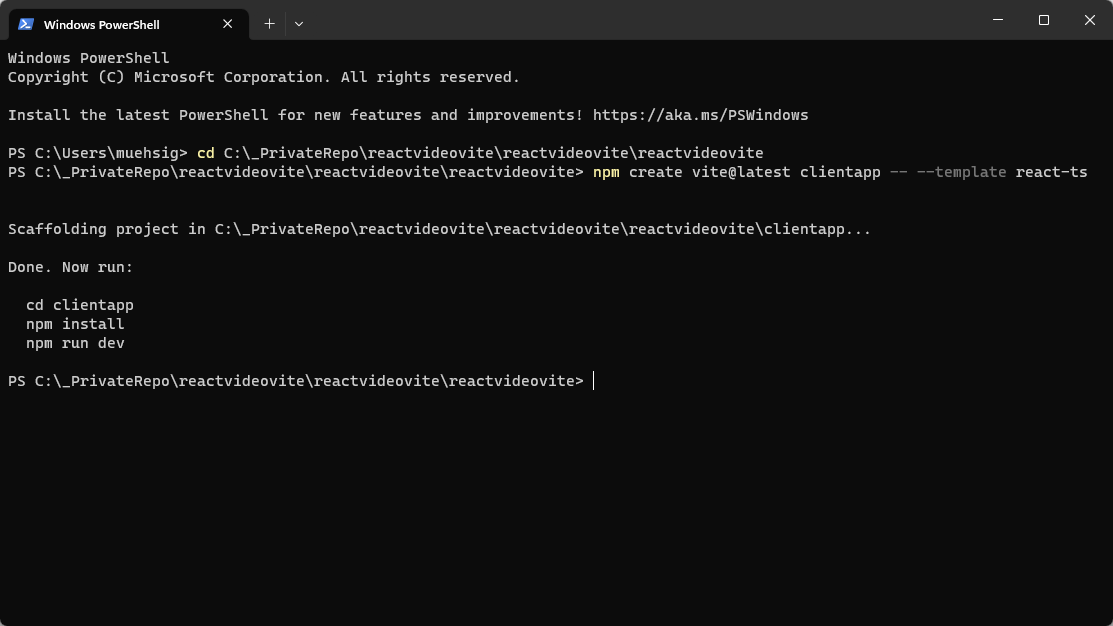 Windows PowerShell
Windows PowerShell
Copyright (C) Microsoft Corporation. All rights reserved.
Install the latest PowerShell for new features and improvements! https://aka.ms/PSWindows
PS C:\Users\muehsig> cd C:\_PrivateRepo\reactvideovite\reactvideovite\reactvideovite
PS C:\_PrivateRepo\reactvideovite\reactvideovite\reactvideovite> npm create vite@latest clientapp -- --template react-ts
Scaffolding project in C:\_PrivateRepo\reactvideovite\reactvideovite\reactvideovite\clientapp...
Done. Now run:
cd clientapp
npm install
npm run dev
PS C:\_PrivateRepo\reactvideovite\reactvideovite\reactvideovite>